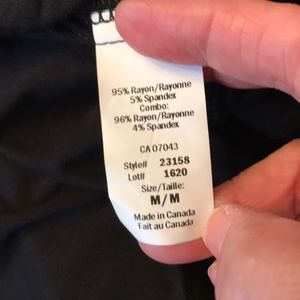 95% Rayon/Rayonne
5% Spandex
Combo:
96% Rayon/Rayonne
4% Spandex
CA 07043
Style# 23158
Lot# 1620
Size/Taille:
M/M
Made in Canada
Fait au Canada